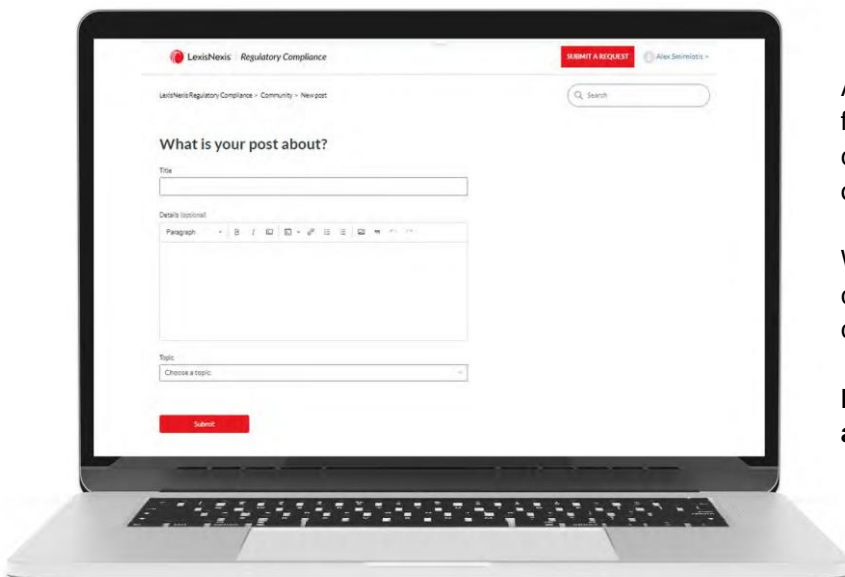 LexisNexis | Regulatory Compliance
SUBMIT A REQUEST
Alex Smirniotis
LexisNexis Regulatory Compliance > Community > New post
Search
What is your post about?
Title
Details (optional)
Paragraph
Topic
Choose a topic
Submit